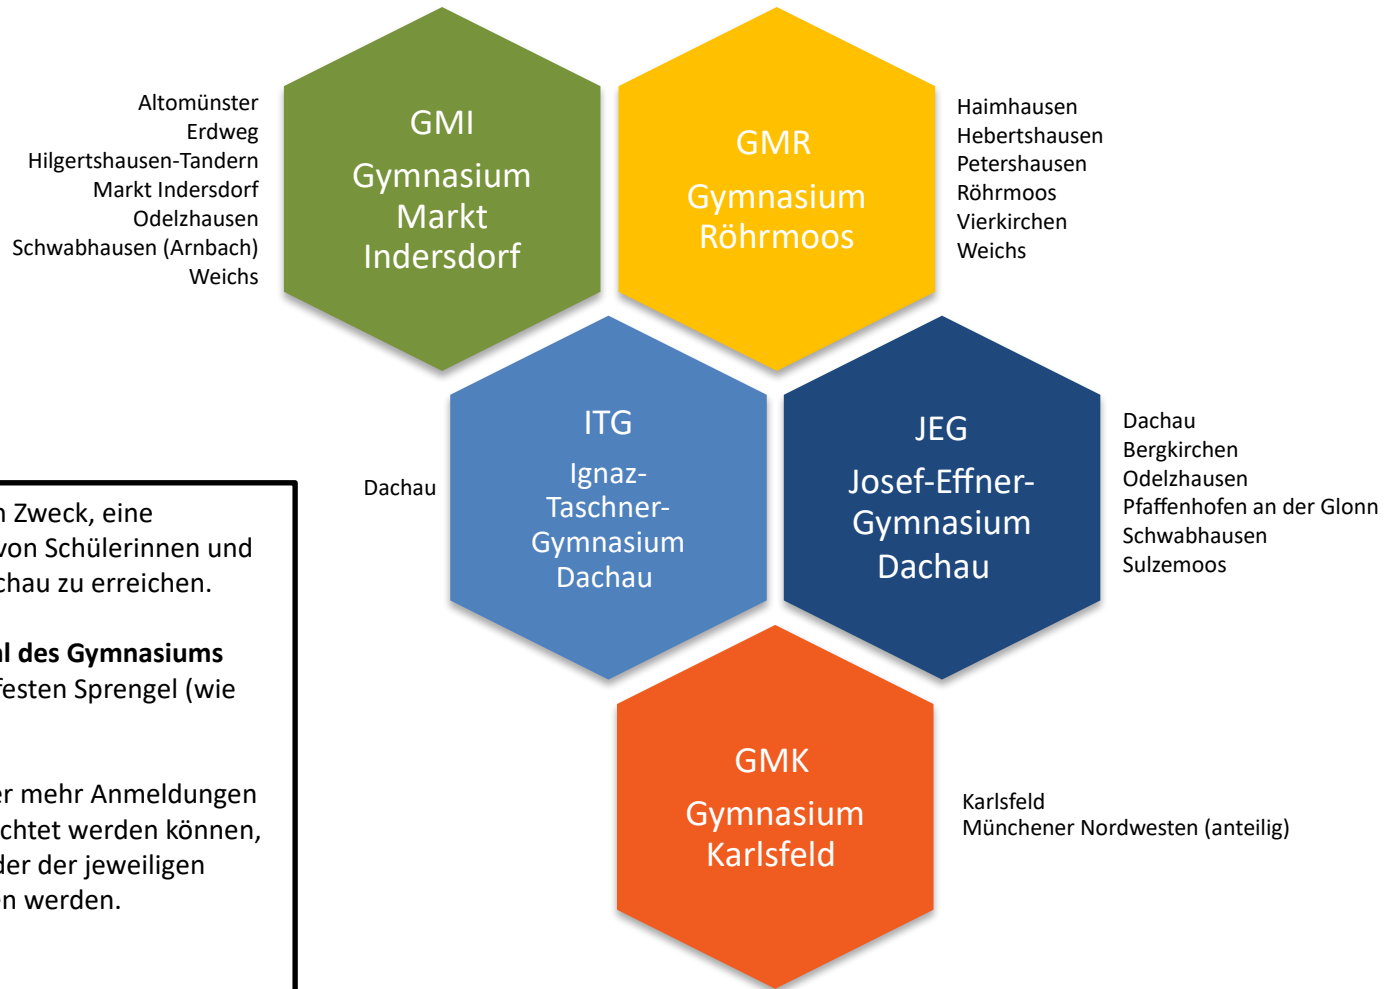 Altomünster
Erdweg
Hilgertshausen-Tandern
Markt Indersdorf
Odelzhausen
Schwabhausen (Arnbach)
Weichs
GMI
Gymnasium
Markt
Indersdorf
GMR
Gymnasium
Röhrmoos
Haimhausen
Hebertshausen
Petershausen
Röhrmoos
Vierkirchen
Weichs
Dachau
ITG
Ignaz-
Taschner-
Gymnasium
Dachau
JEG
Josef-Effner-
Gymnasium
Dachau
Dachau
Bergkirchen
Odelzhausen
Pfaffenhofen an der Glonn
Schwabhausen
Sulzemoos
Zweck, eine
von Schülerinnen und
chau zu erreichen.
des Gymnasiums
festen Sprengel (wie
er mehr Anmeldungen
ichtet werden können,
der der jeweiligen
en werden.
GMK
Gymnasium
Karlsfeld
Karlsfeld
Münchener Nordwesten (anteilig)